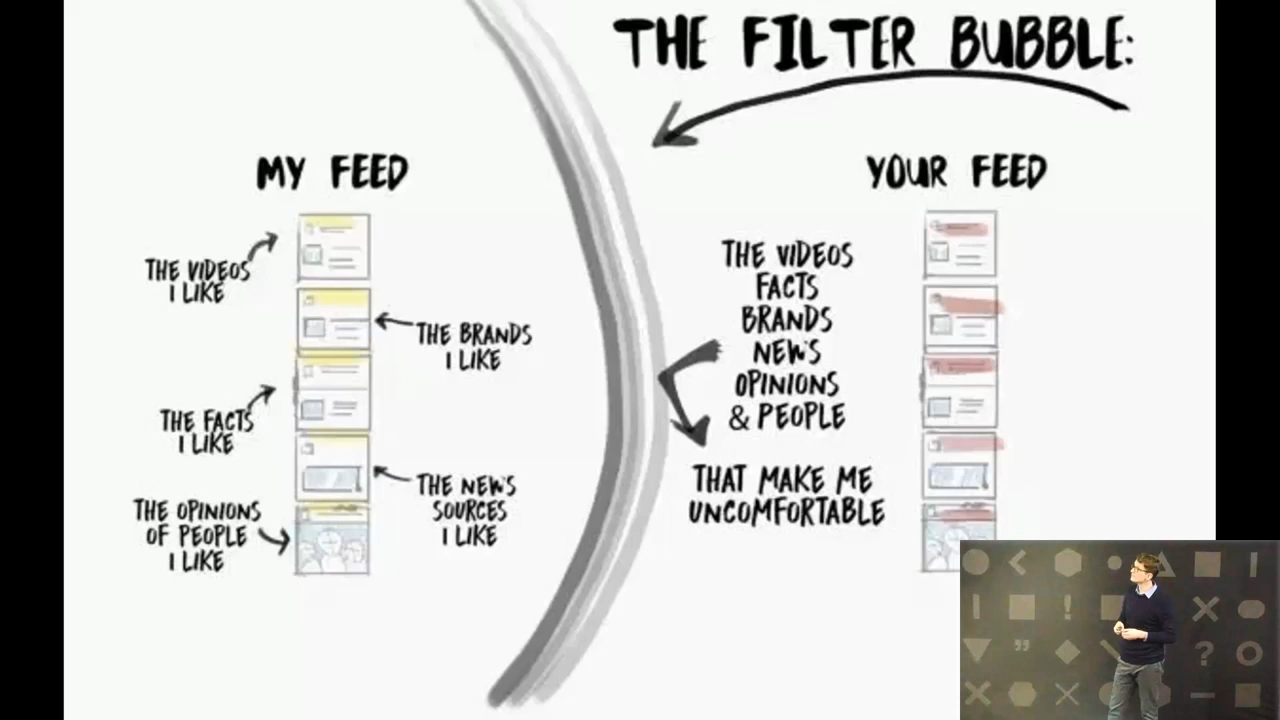 THE FILTER BUBBLE:
MY FEED
THE VIDEOS
I LIKE
THE BRANDS
I LIKE
THE FACTS
I LIKE
THE NEWS
SOURCES
I LIKE
THE OPINIONS
OF PEOPLE
I LIKE
YOUR FEED
THE VIDEOS
FACTS
BRANDS
NEWS
OPINIONS
& PEOPLE
THAT MAKE ME
UNCOMFORTABLE